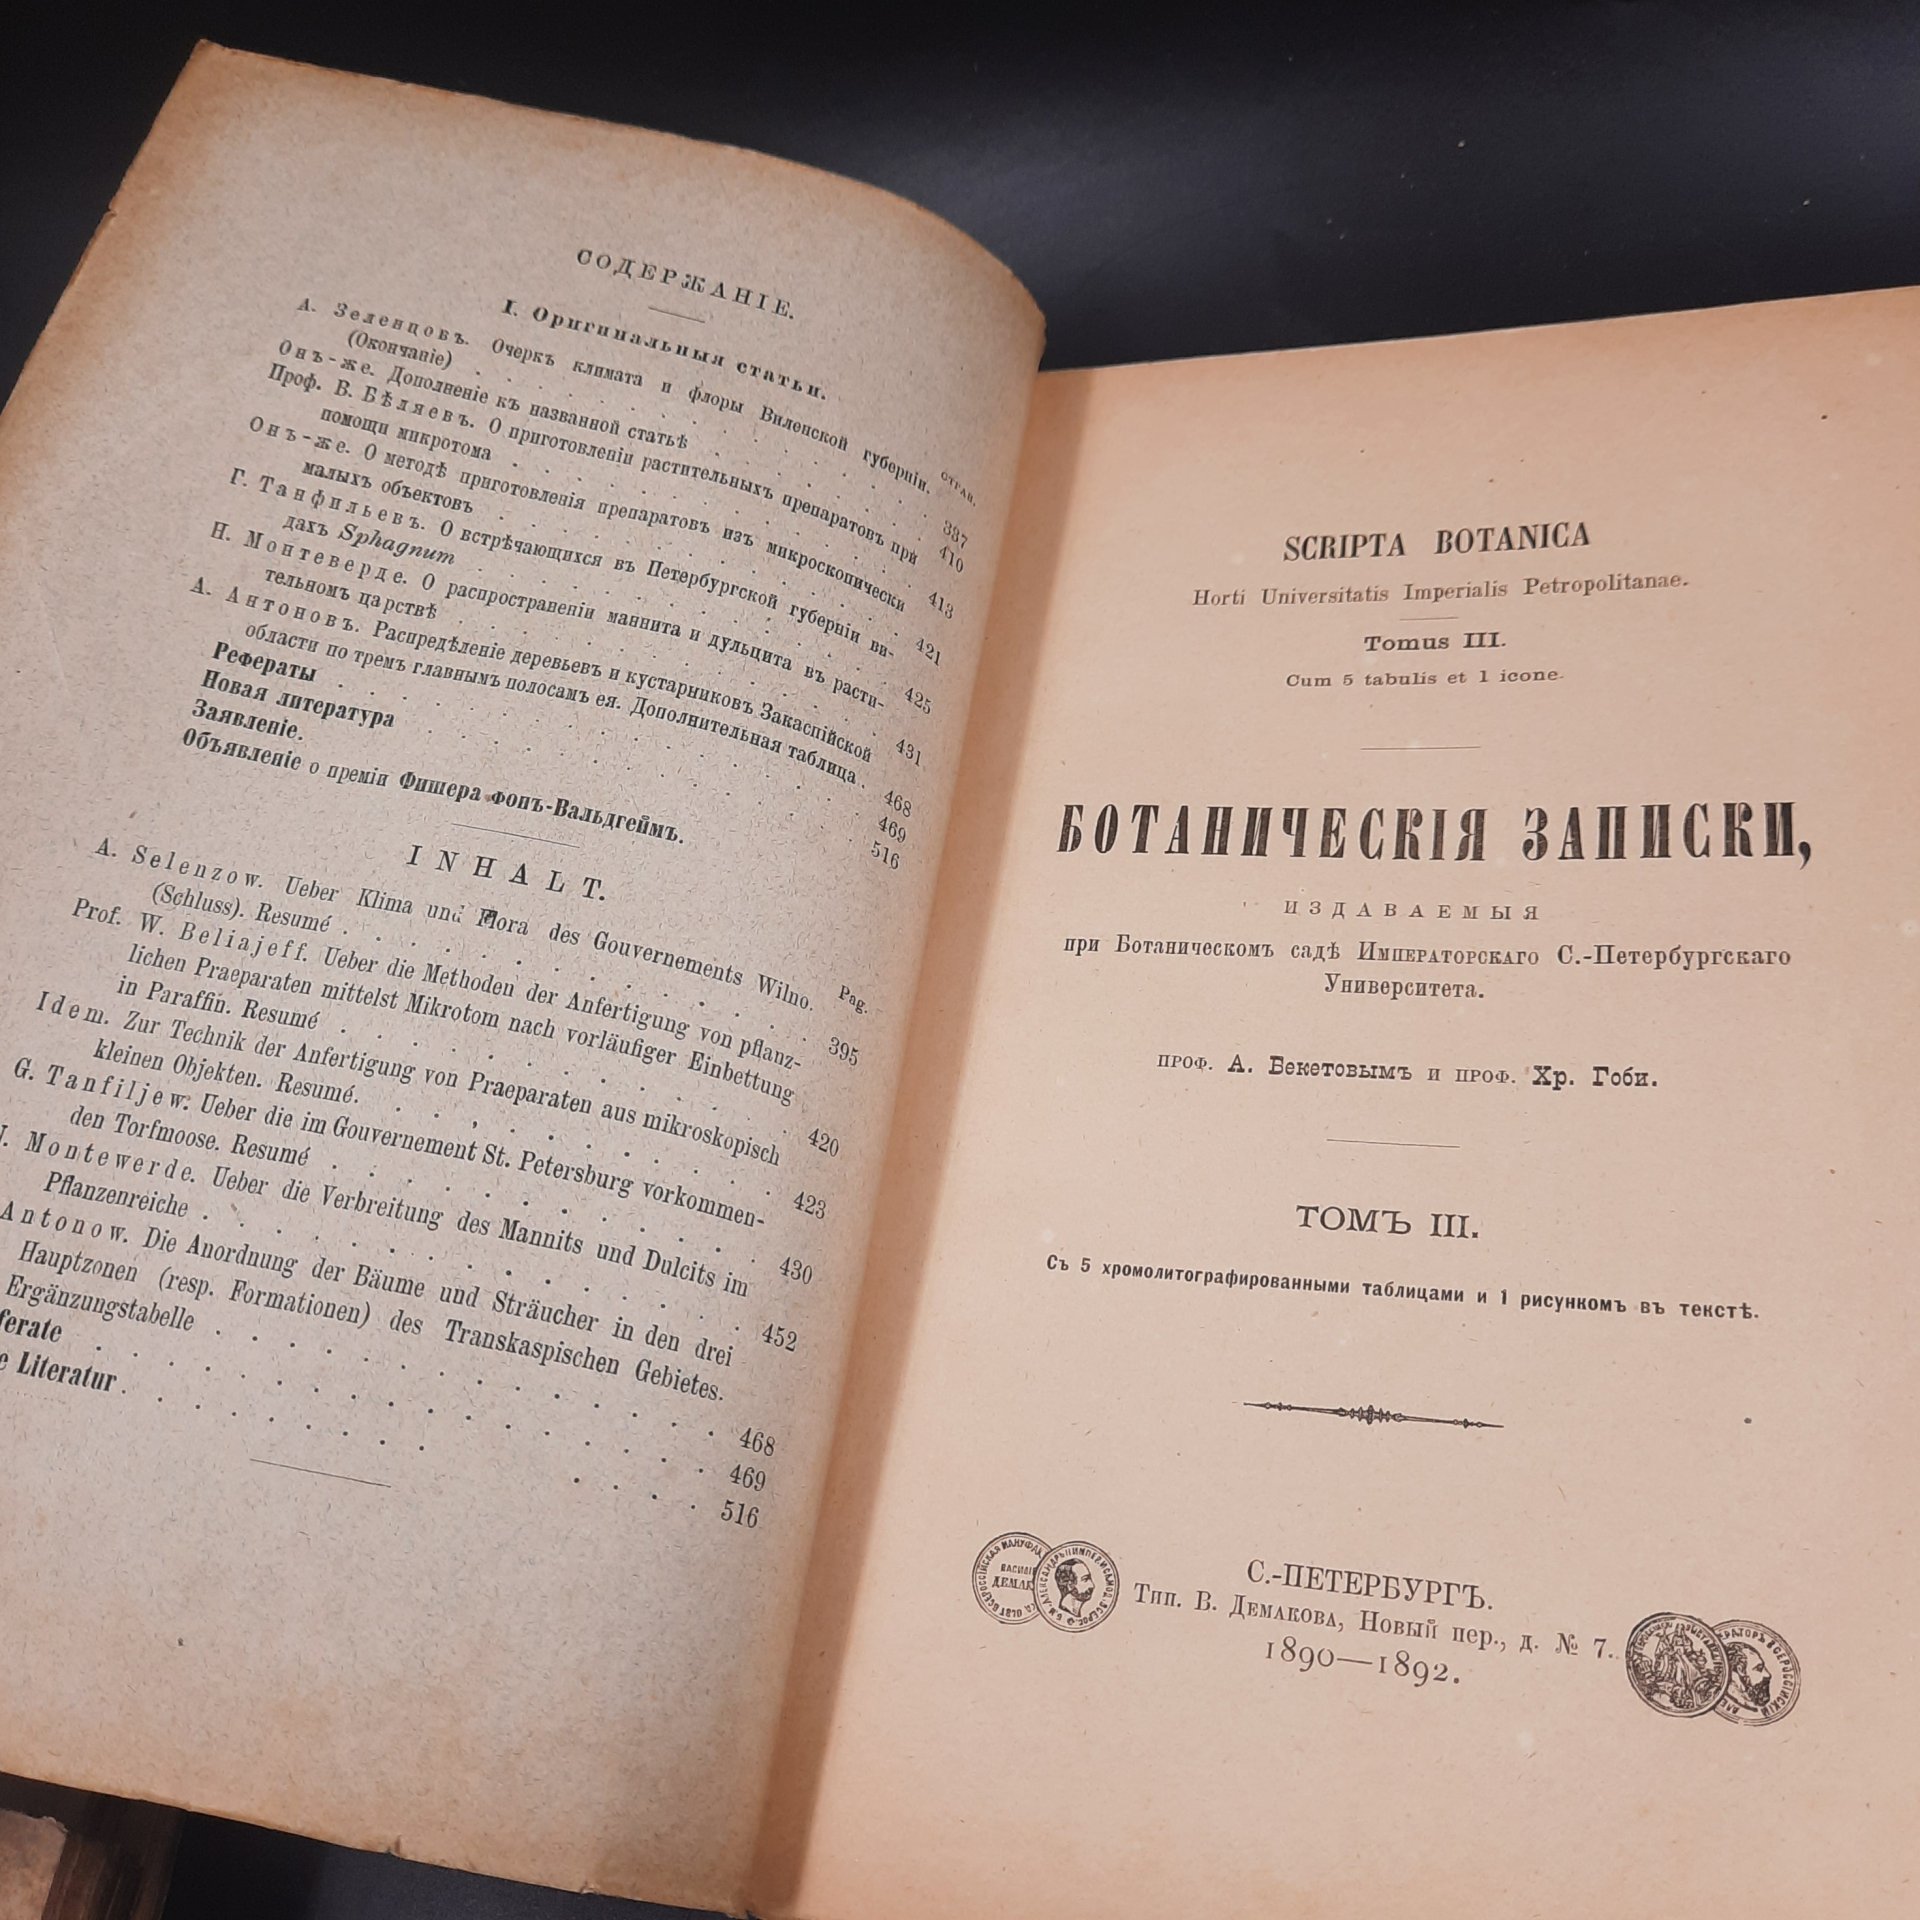 СОДЕРЖАНІЕ.
I. Оригинальныя статьи.
СТРАН.
А. Зеленцовъ. Очеркъ климата и флоры Виленской губерніи.
(Окончаніе) 337
Онъ-же. Дополненіе къ названной статьѣ 410
Проф. В. Бѣляевъ. О приготовленіи растительныхъ препаратовъ при
помощи микротома 413
Онъ-же. О методѣ приготовленія препаратовъ изъ микроскопически
малыхъ объектовъ 421
Г. Танфильевъ. О встрѣчающихся въ Петербургской губерніи ви-
дахъ Sphagnum 425
Н. Монтеверде. О распространеніи маннита и дульцита въ расти-
тельномъ царствѣ 431
А. Антоновъ. Распредѣленіе деревьевъ и кустарниковъ Закаспійской
области по тремъ главнымъ полосамъ ея. Дополнительная таблица 468
Рефераты 469
Новая литература 516
Заявленіе.
Объявленіе о преміи Фишера фонъ-Вальдгеймъ.
INHALT.
Pag.
A. Selenzow. Ueber Klima und Flora des Gouvernements Wilno.
(Schluss). Resumé 395
Prof. W. Beliajeff. Ueber die Methoden der Anfertigung von pflanz-
lichen Praeparaten mittelst Mikrotom nach vorläufiger Einbettung
in Paraffin. Resumé 420
Idem. Zur Technik der Anfertigung von Praeparaten aus mikroskopisch
kleinen Objekten. Resumé. 423
G. Tanfiljew. Ueber die im Gouvernement St. Petersburg vorkommen-
den Torfmoose. Resumé 430
Montewerde. Ueber die Verbreitung des Mannits und Dulcits im
Pflanzenreiche 452
Antonow. Die Anordnung der Bäume und Sträucher in den drei
Hauptzonen (resp. Formationen) des Transkaspischen Gebietes.
Ergänzungstabelle 468
ferate 469
e Literatur 516
SCRIPTA BOTANICA
Horti Universitatis Imperialis Petropolitanae.
Tomus III.
Cum 5 tabulis et 1 icone.
БОТАНИЧЕСКІЯ ЗАПИСКИ,
ИЗДАВАЕМЫЯ
при Ботаническомъ садѣ Императорскаго С.-Петербургскаго
Университета.
ПРОФ. А. Бекетовымъ и ПРОФ. Хр. Гоби.
ТОМЪ III.
Съ 5 хромолитографированными таблицами и 1 рисункомъ въ текстѣ.
С.-ПЕТЕРБУРГЪ.
Тип. В. Демакова, Новый пер., д. № 7.
1890—1892.